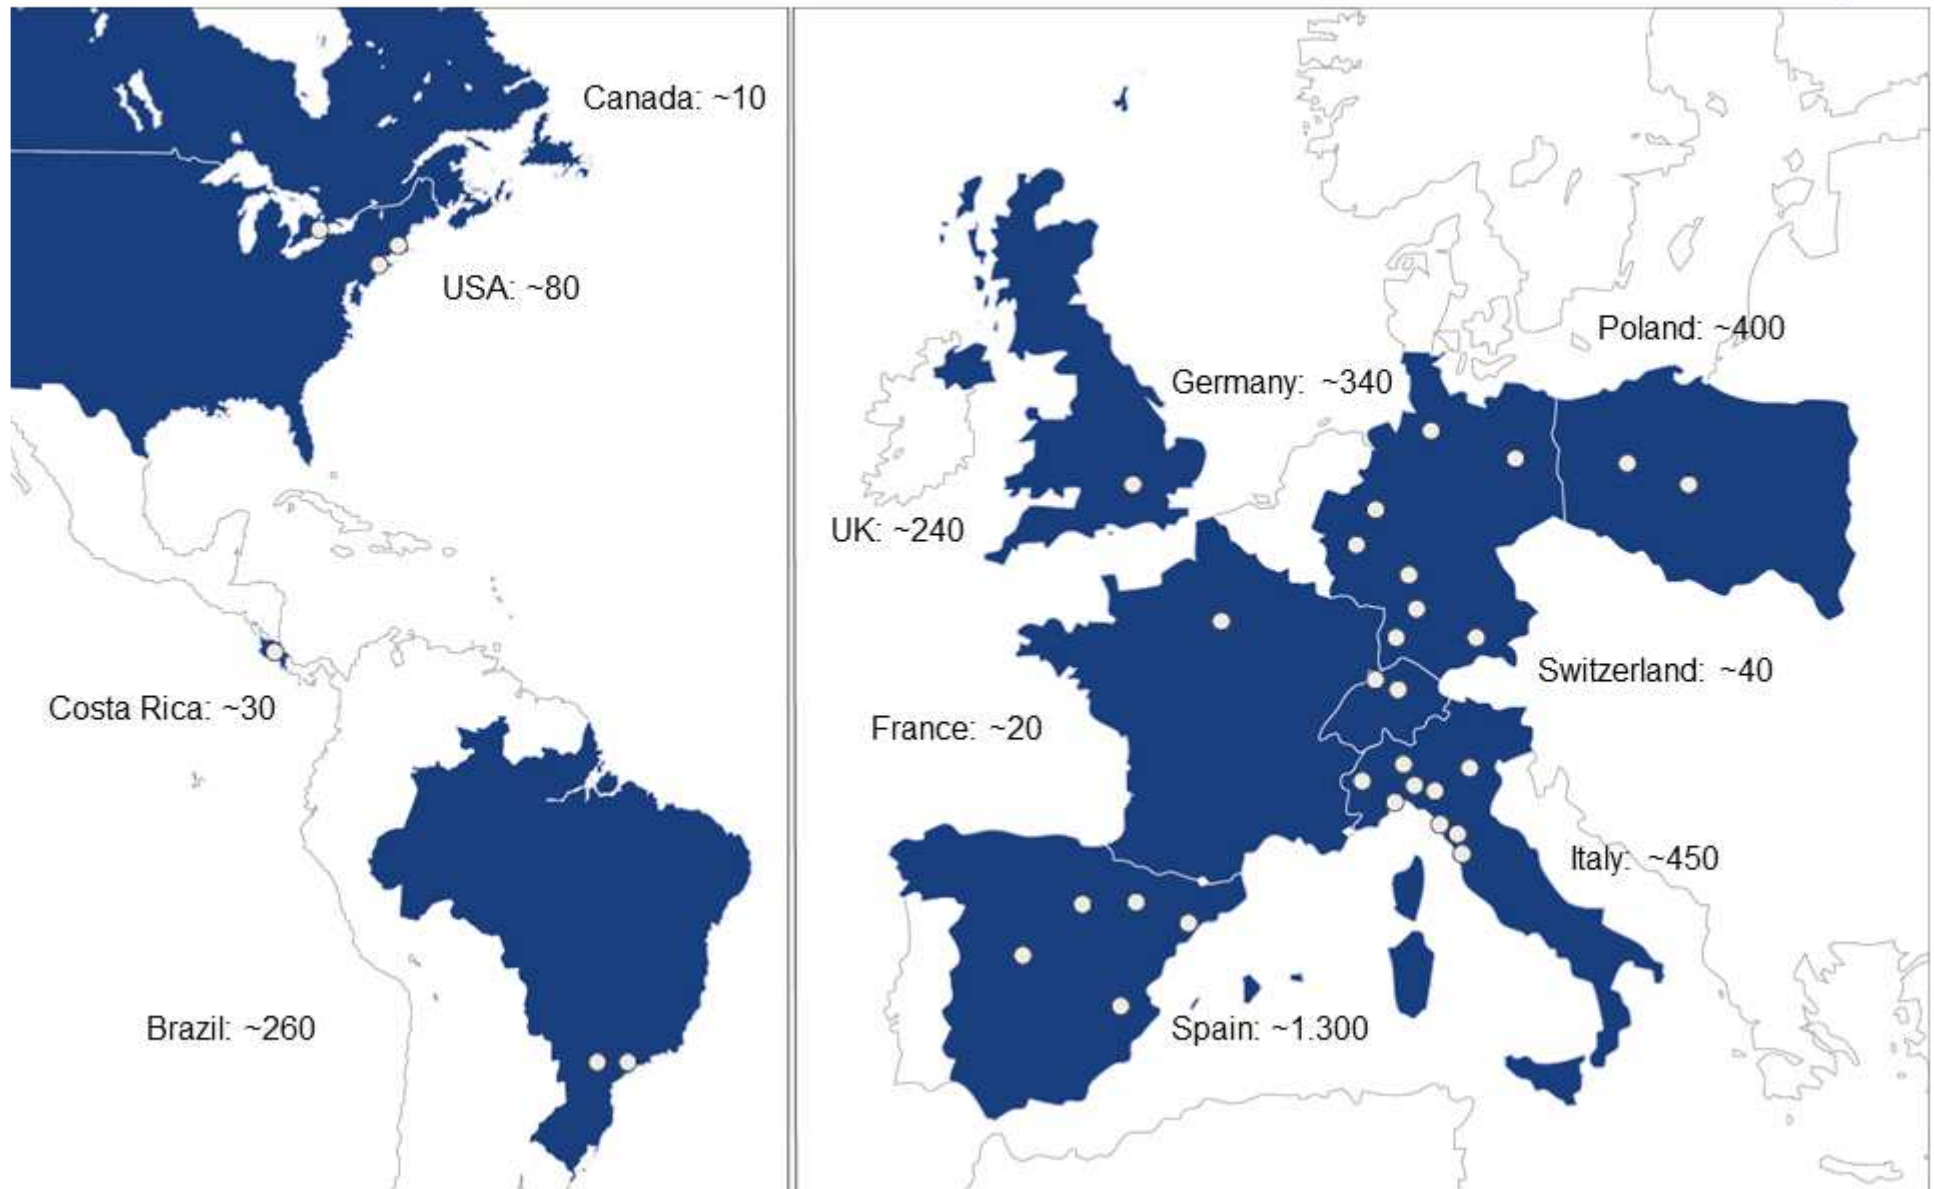 Canada: ~10
USA: ~80
Costa Rica: ~30
Brazil: ~260
Poland: ~400
Germany: ~340
UK: ~240
Switzerland: ~40
France: ~20
Italy: ~450
Spain: ~1.300